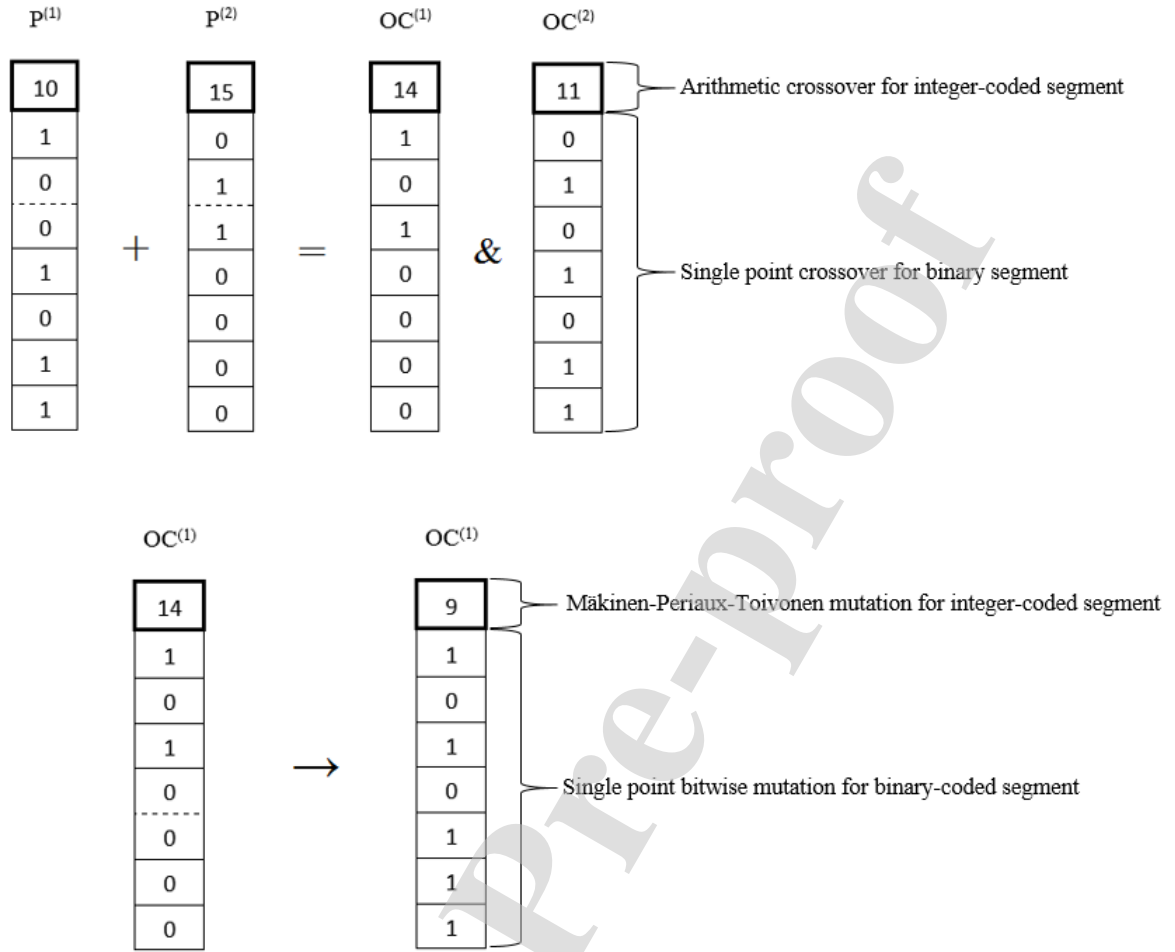 P(1) P(2) OC(1) OC(2)
10 15 14 11 Arithmetic crossover for integer-coded segment
1 0 1 0
0 1 0 1
0 1 1 0
+ = &
1 0 0 1 Single point crossover for binary segment
0 0 0 0
1 0 0 1
1 0 0 1
OC(1) OC(1)
14 9 Mäkinen-Periaux-Toivonen mutation for integer-coded segment
1 1
0 0
1 1
→
0 0 Single point bitwise mutation for binary-coded segment
0 1
0 1
0 1
Pre-proof